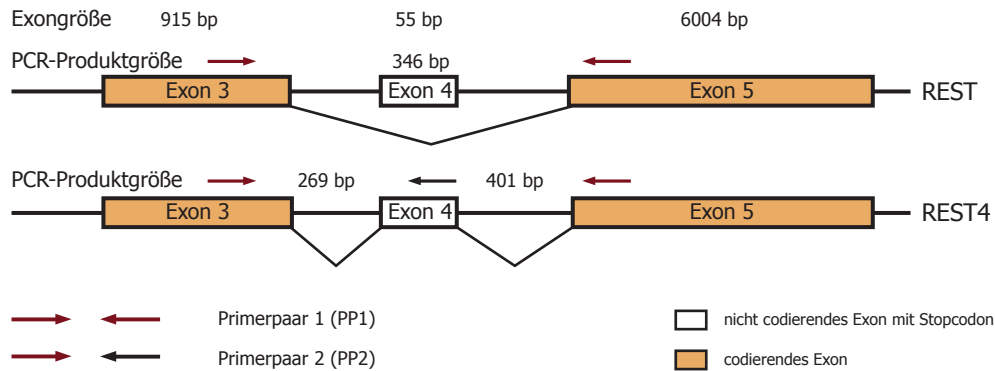 Exongröße 915 bp 55 bp 6004 bp
PCR-Produktgröße 346 bp
Exon 3 Exon 4 Exon 5 REST
PCR-Produktgröße 269 bp 401 bp
Exon 3 Exon 4 Exon 5 REST4
Primerpaar 1 (PP1) nicht codierendes Exon mit Stopcodon
Primerpaar 2 (PP2) codierendes Exon